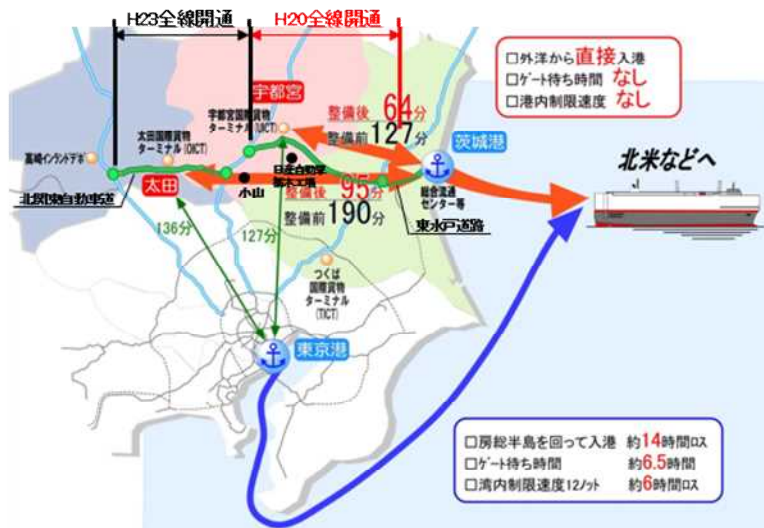 H23全線開通
H20全線開通
□外洋から直接入港
□ゲート待ち時間 なし
□港内制限速度 なし
宇都宮
宇都宮国際貨物
ターミナル(UICT)
整備後 64分
整備前 127分
太田国際貨物
ターミナル(OICT)
高崎インランドデポ
茨城港
北米などへ
日産自動車
栃木工場
太田
小山
北関東自動車道
整備後 95分
整備前 190分
総合流通
センター等
東水戸道路
136分
127分
つくば
国際貨物
ターミナル
(TICT)
東京港
□房総半島を回って入港 約14時間ロス
□ゲート待ち時間 約6.5時間
□湾内制限速度12ノット 約6時間ロス